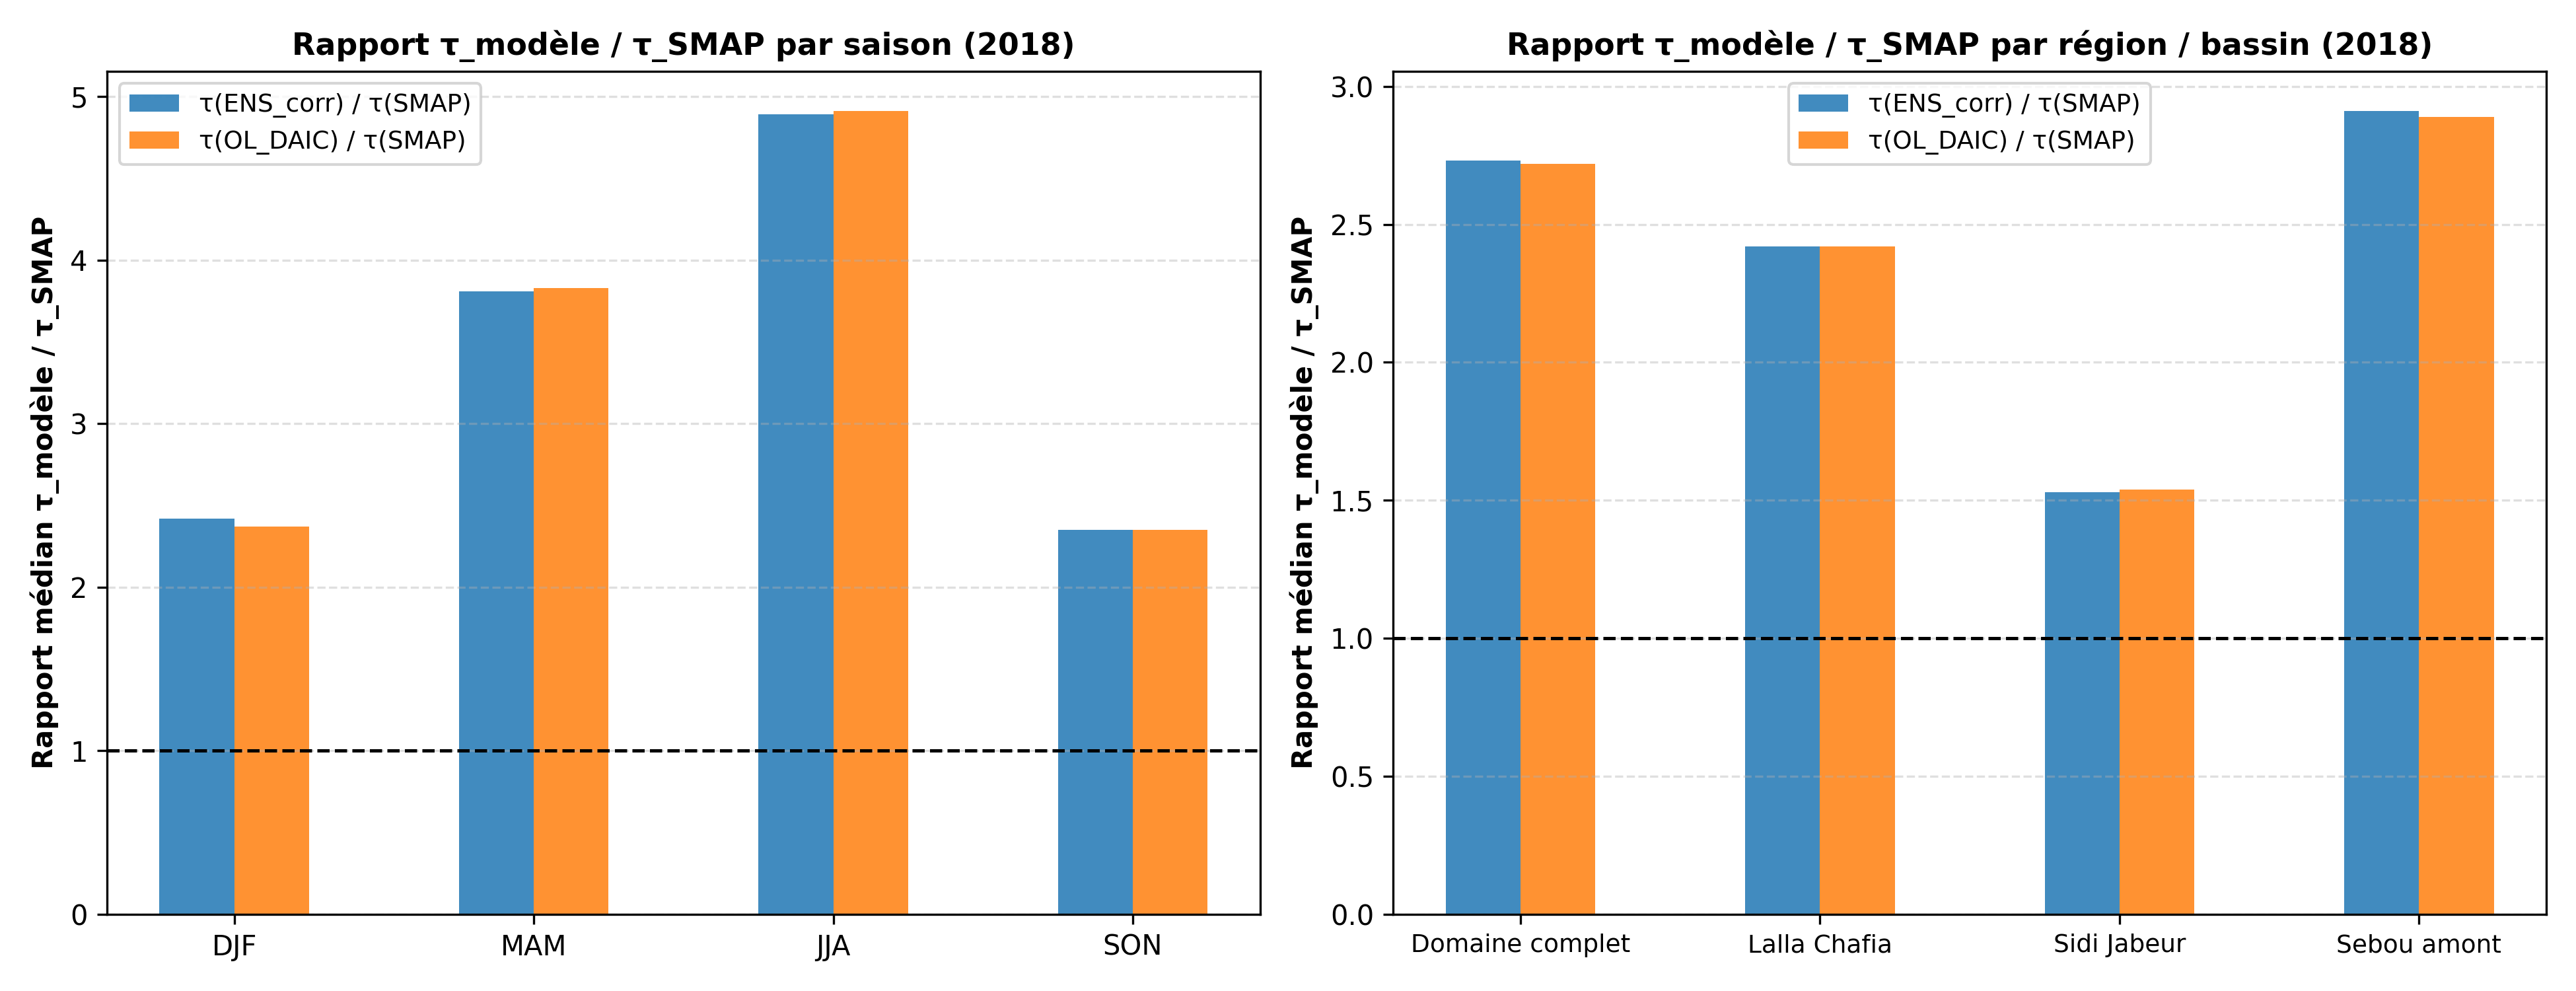 Rapport τ_modèle / τ_SMAP par saison (2018)
τ(ENS_corr) / τ(SMAP)
τ(OL_DAIC) / τ(SMAP)
Rapport médian τ_modèle / τ_SMAP
5
4
3
2
1
0
DJF
MAM
JJA
SON
Rapport τ_modèle / τ_SMAP par région / bassin (2018)
τ(ENS_corr) / τ(SMAP)
τ(OL_DAIC) / τ(SMAP)
Rapport médian τ_modèle / τ_SMAP
3.0
2.5
2.0
1.5
1.0
0.5
0.0
Domaine complet
Lalla Chafia
Sidi Jabeur
Sebou amont